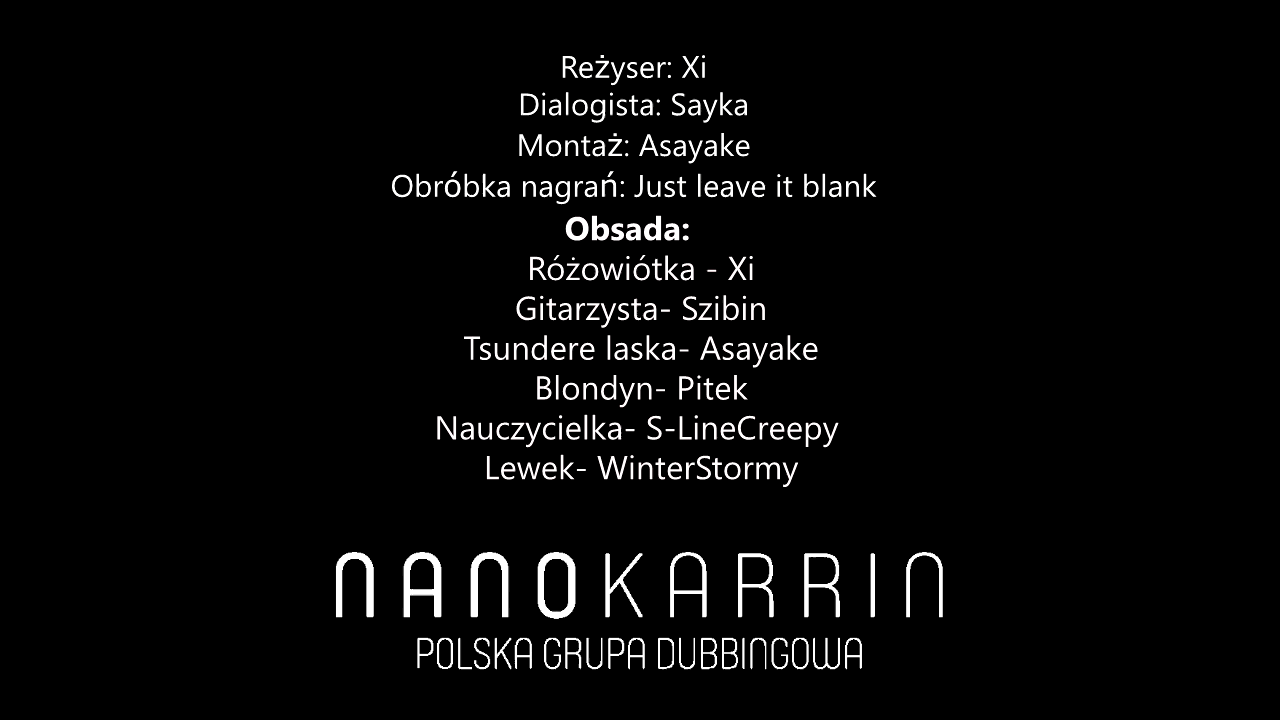 Reżyser: Xi
Dialogista: Sayka
Montaż: Asayake
Obróbka nagrań: Just leave it blank
Obsada:
Różowiótka - Xi
Gitarzysta- Szibin
Tsundere laska- Asayake
Blondyn- Pitek
Nauczycielka- S-LineCreepy
Lewek- WinterStormy
NANOKARRIN
POLSKA GRUPA DUBBINGOWA